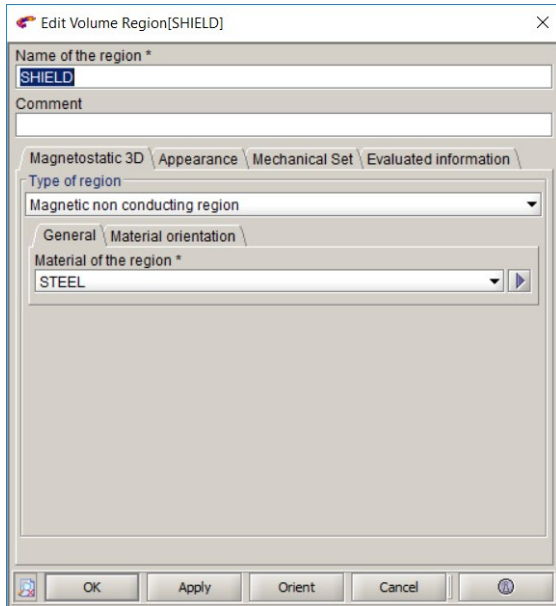 Edit Volume Region[SHIELD]
Name of the region *
SHIELD
Comment
Magnetostatic 3D Appearance Mechanical Set Evaluated information
Type of region
Magnetic non conducting region
General Material orientation
Material of the region *
STEEL
OK Apply Orient Cancel